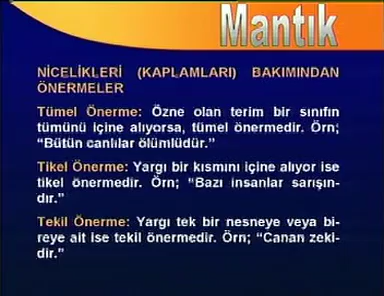 Mantık
NİCELİKLERİ (KAPLAMLARI) BAKIMINDAN
ÖNERMELER
Tümel Önerme: Özne olan terim bir sınıfın
tümünü içine alıyorsa, tümel önermedir. Örn;
“Bütün canlılar ölümlüdür.”
Tikel Önerme: Yargı bir kısmını içine alıyor ise
tikel önermedir. Örn; “Bazı insanlar sarışın-
dır.”
Tekil Önerme: Yargı tek bir nesneye veya bi-
reye ait ise tekil önermedir. Örn; “Canan zeki-
dir.”